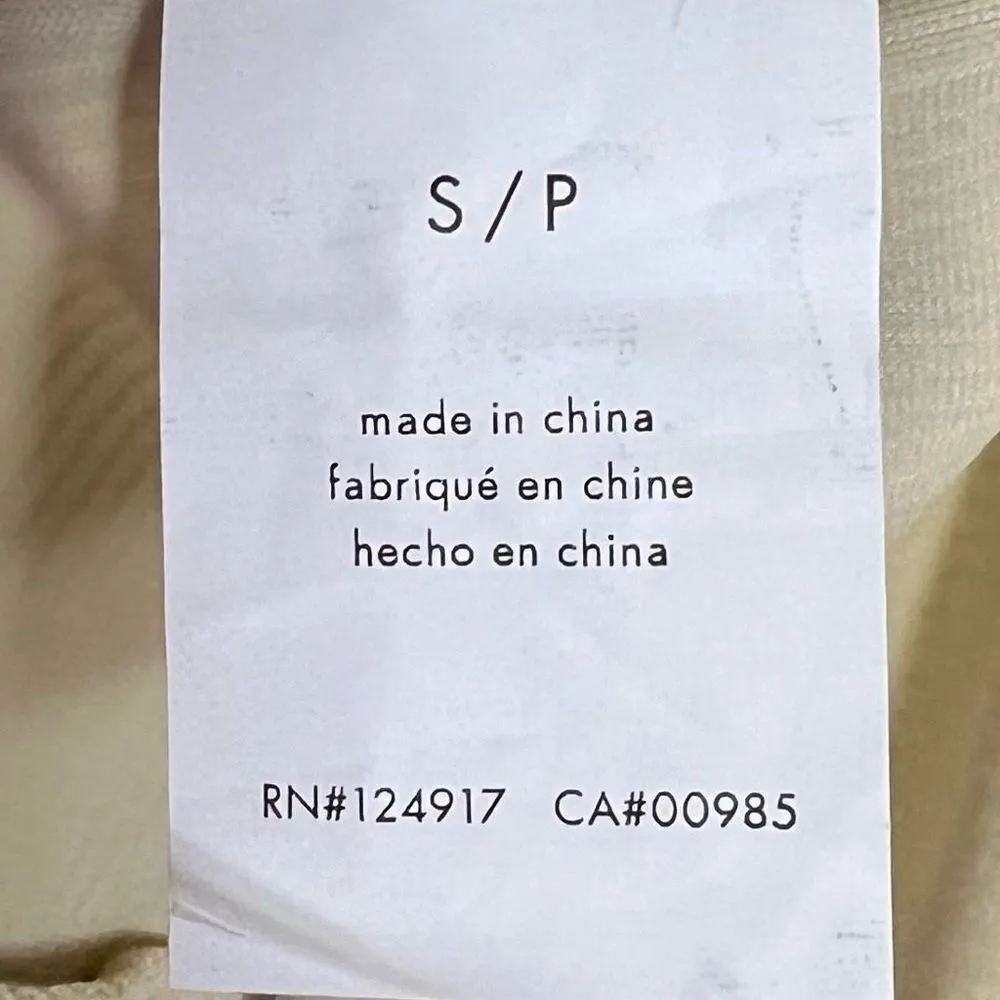 S / P
made in china
fabriqué en chine
hecho en china
RN#124917 CA#00985